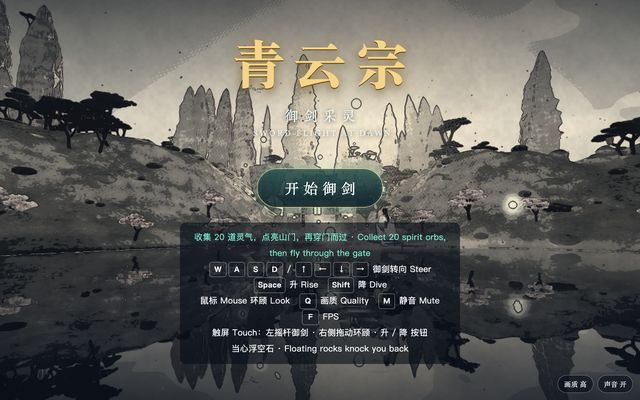 青云宗
御剑采灵
SWORD FLIGHT AT DAWN
开始御剑
收集 20 道灵气，点亮山门，再穿门而过 · Collect 20 spirit orbs,
then fly through the gate
W A S D / ↑ ← ↓ → 御剑转向 Steer
Space 升 Rise Shift 降 Dive
鼠标 Mouse 环顾 Look Q 画质 Quality M 静音 Mute
F FPS
触屏 Touch：左摇杆御剑 · 右侧拖动环顾 · 升 / 降 按钮
当心浮空石 · Floating rocks knock you back
画质 高 声音 开